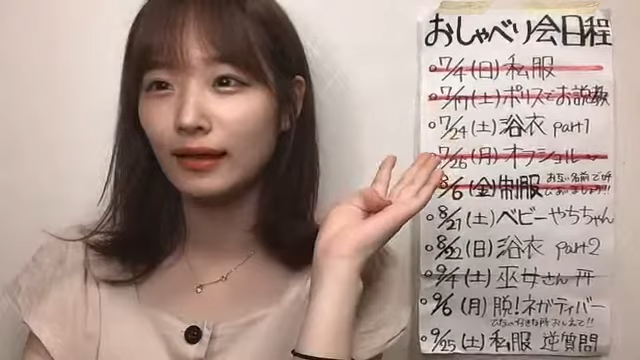 おしゃべり会日程
◦7/4(日)私服
◦7/17(土)ポリスでお説教
◦7/24(土)浴衣 part1
7/26(月)オフショル
8/6(金)制服 お互い名前で呼びあいましょう!!
◦8/21(土)ベビーやちちゃん
◦8/22(日)浴衣 part2
◦9/4(土)巫女さん
◦9/6(月)脱!ネガティバー
◦9/25(土)私服 逆質問